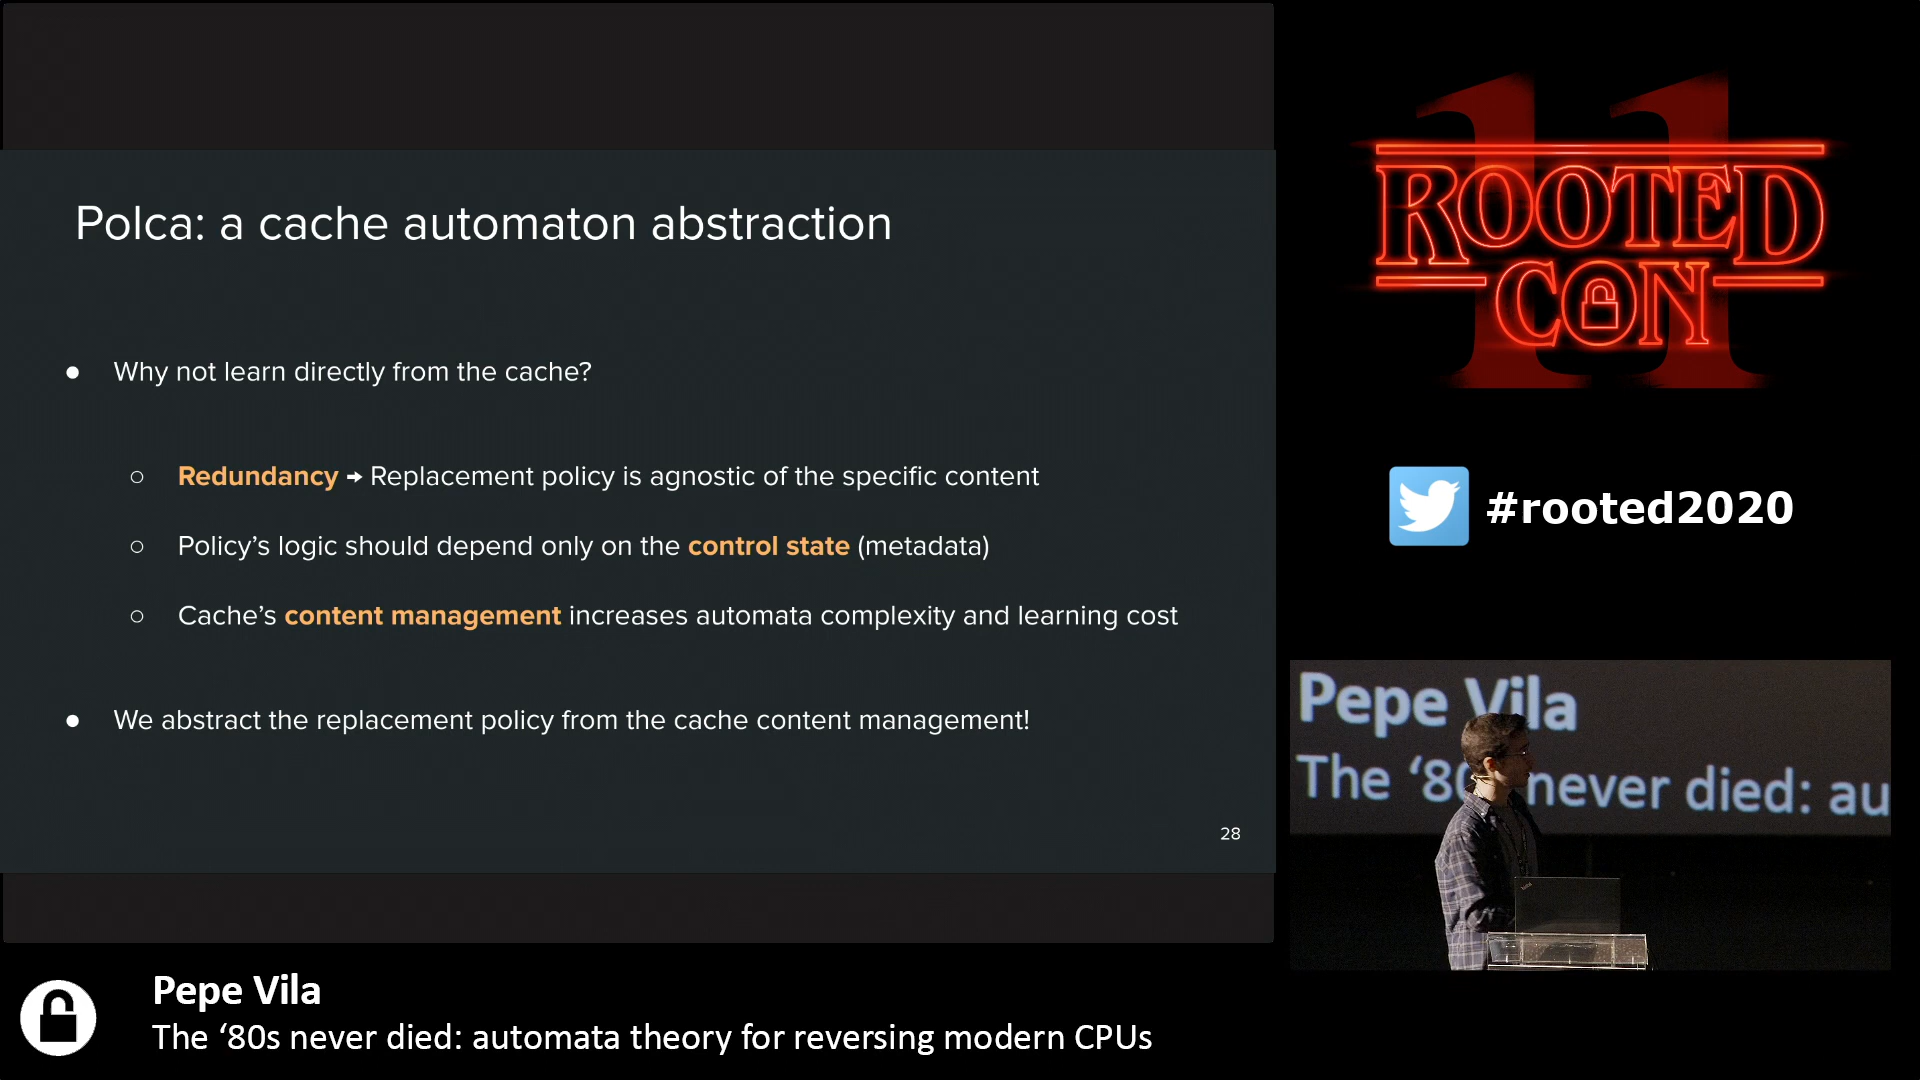 Polca: a cache automaton abstraction
● Why not learn directly from the cache?
○ Redundancy → Replacement policy is agnostic of the specific content
○ Policy’s logic should depend only on the control state (metadata)
○ Cache’s content management increases automata complexity and learning cost
● We abstract the replacement policy from the cache content management!
28
11
ROOTED
CON
#rooted2020
Pepe Vila
The ‘80 never died: au
Pepe Vila
The ‘80s never died: automata theory for reversing modern CPUs